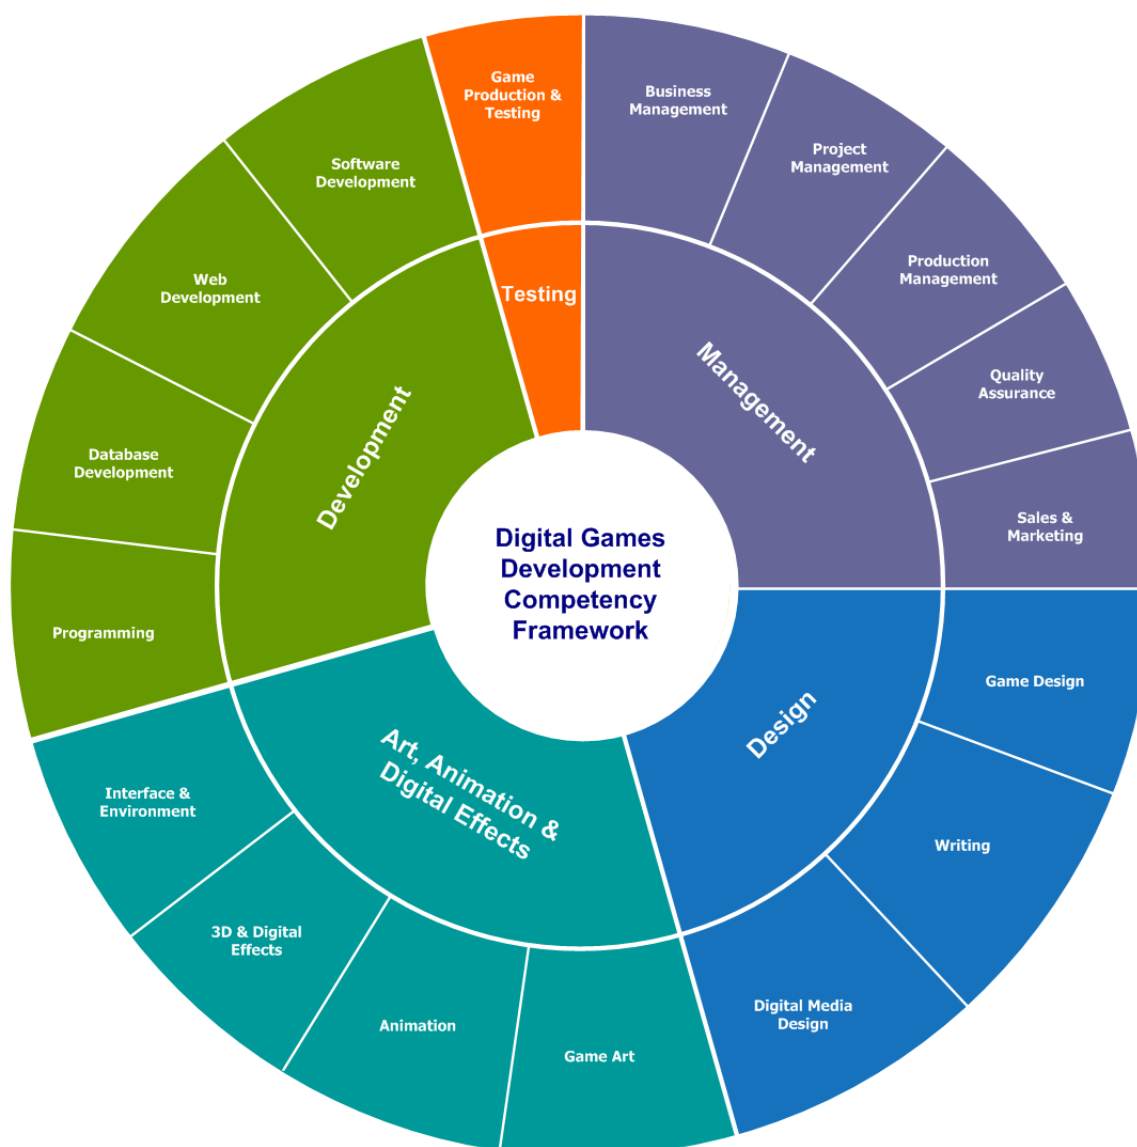 Digital Games
Development
Competency
Framework
Management
Business
Management
Project
Management
Production
Management
Quality
Assurance
Sales &
Marketing
Design
Game Design
Writing
Digital Media
Design
Art, Animation &
Digital Effects
Game Art
Animation
3D & Digital
Effects
Interface &
Environment
Development
Programming
Database
Development
Web
Development
Software
Development
Testing
Game
Production &
Testing